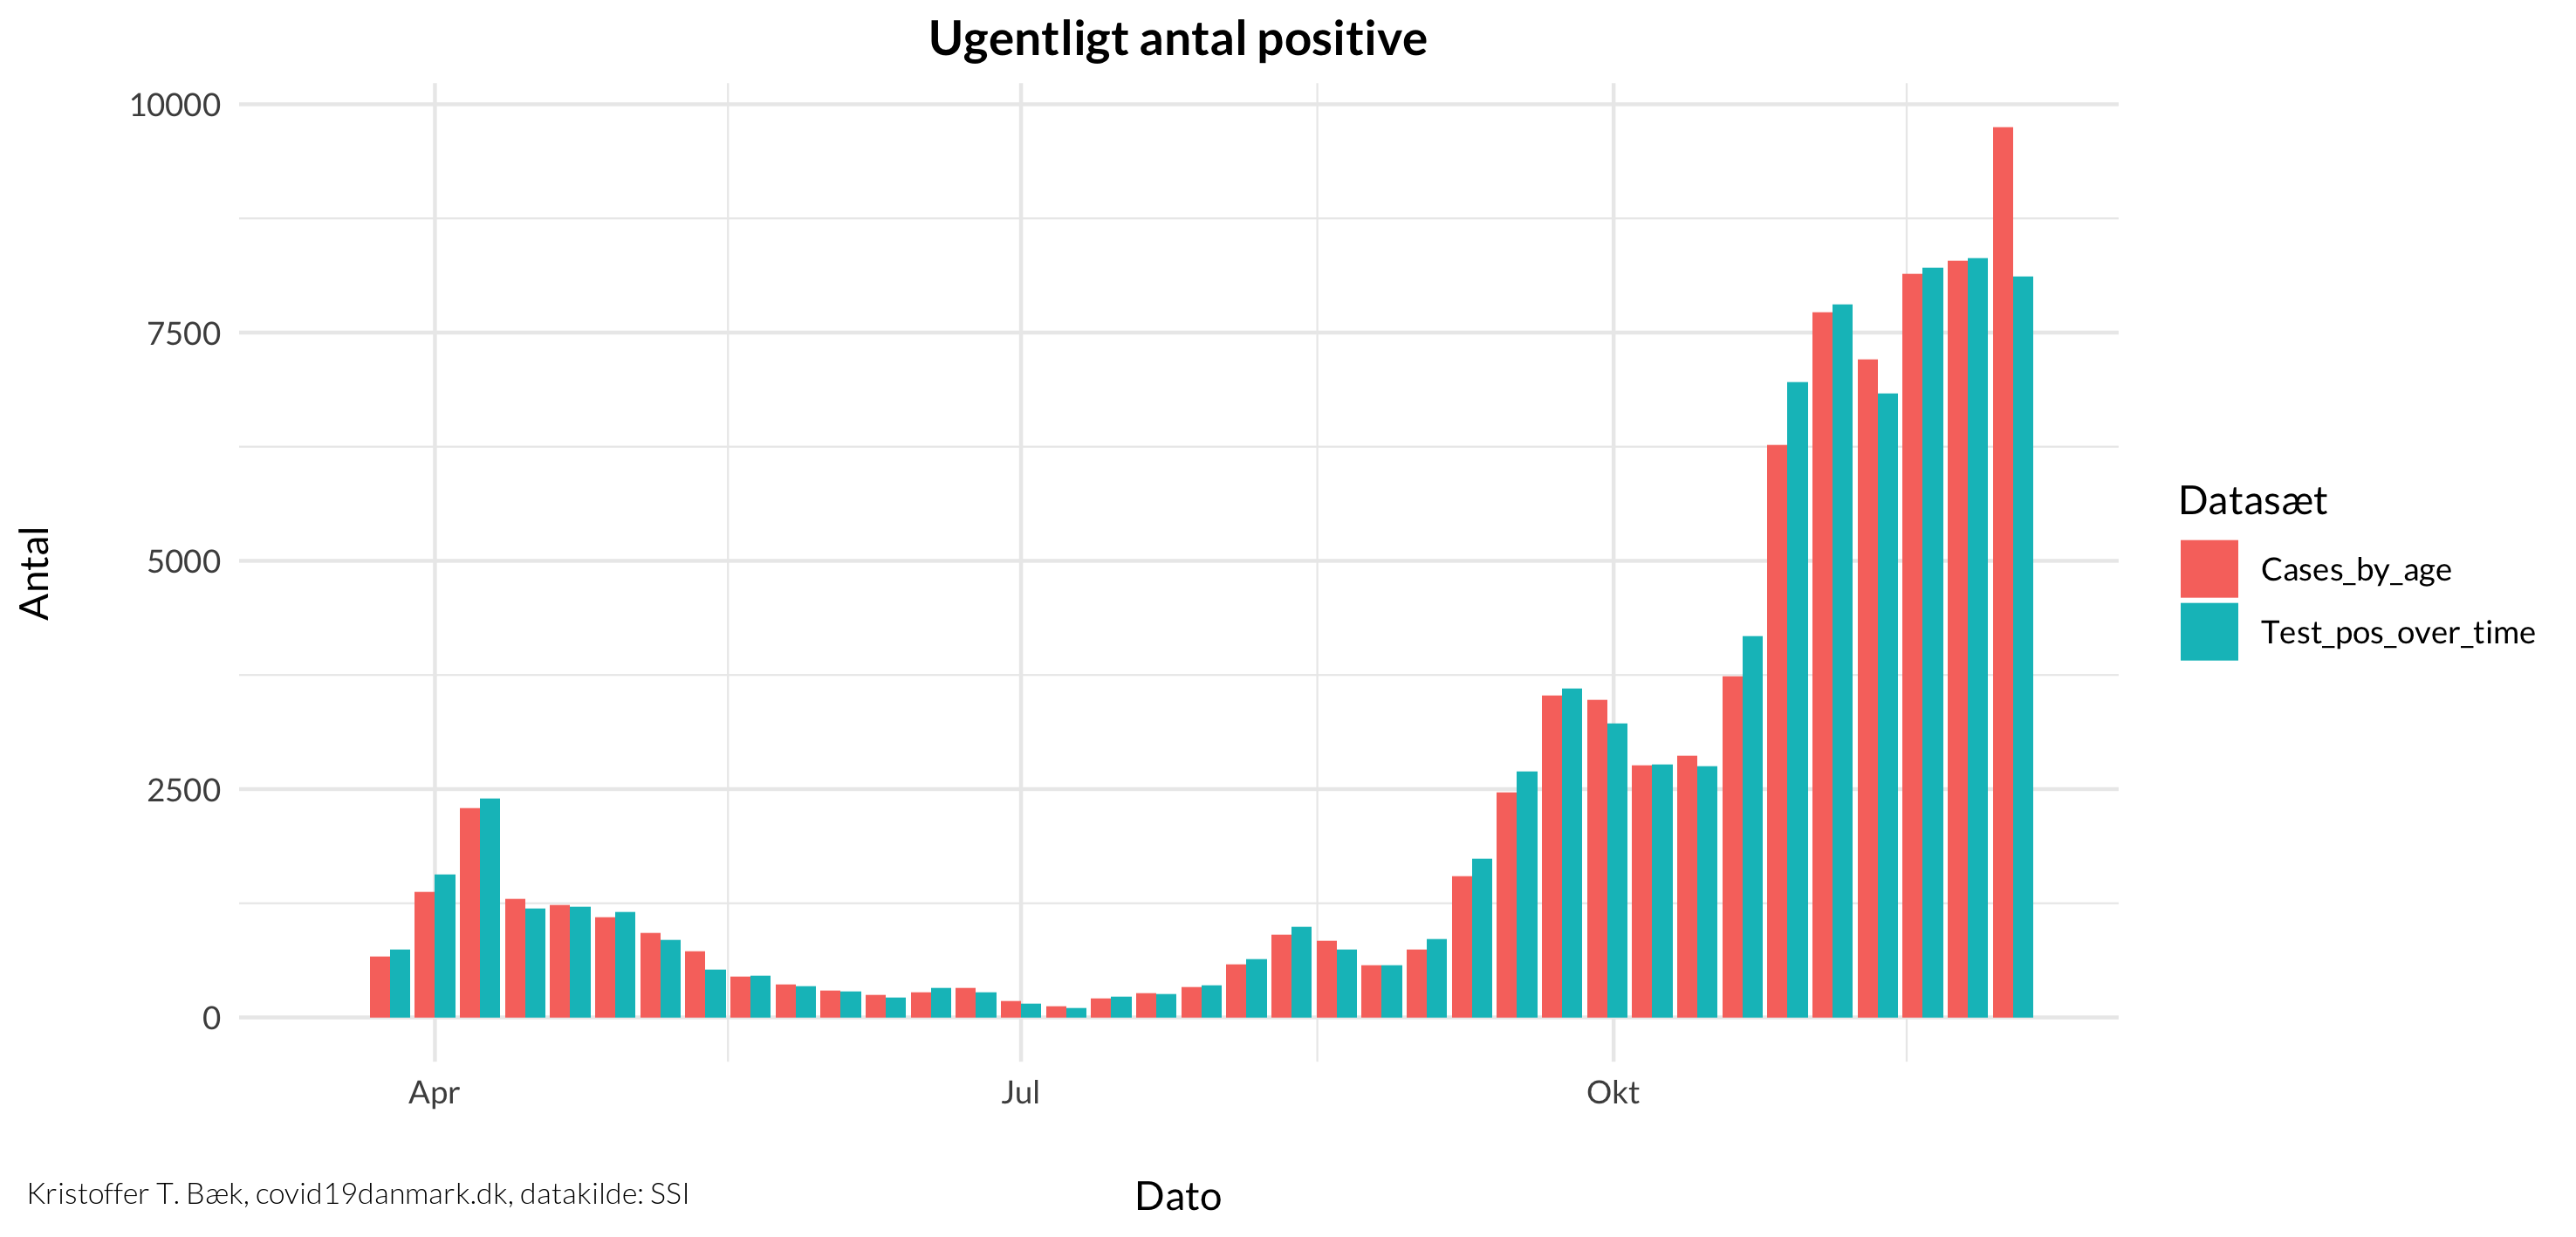 Ugentligt antal positive
10000
7500
5000
2500
0
Antal
Apr
Jul
Okt
Dato
Datasæt
Cases_by_age
Test_pos_over_time
Kristoffer T. Bæk, covid19danmark.dk, datakilde: SSI